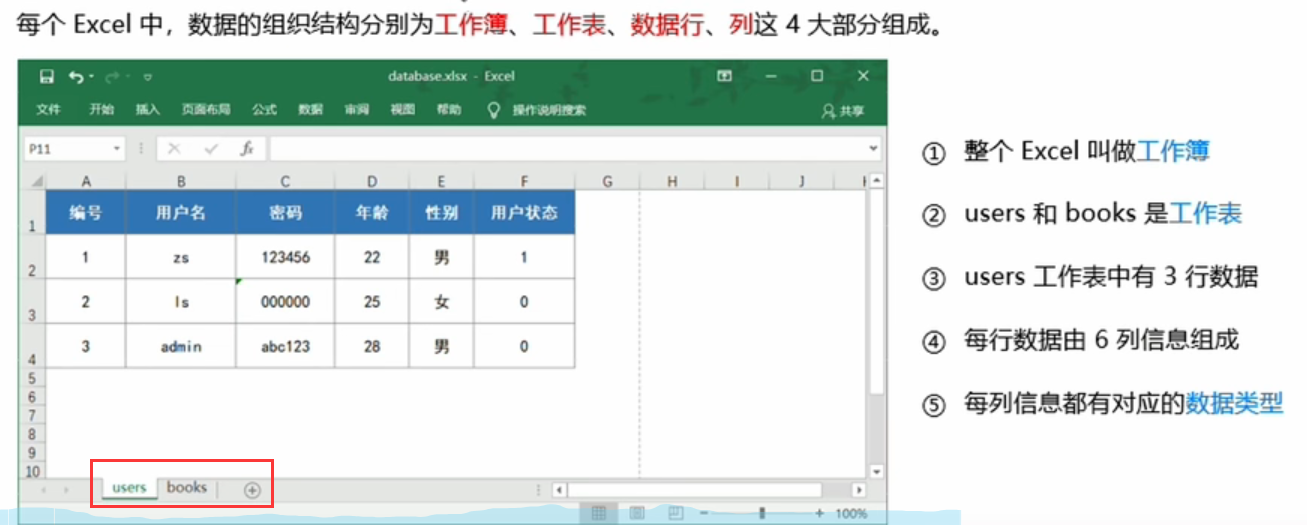 每个 Excel 中，数据的组织结构分别为工作簿、工作表、数据行、列这 4 大部分组成。
database.xlsx - Excel
文件 开始 插入 页面布局 公式 数据 审阅 视图 帮助 操作说明搜索 共享
P11 fx
A B C D E F G H I J
1 编号 用户名 密码 年龄 性别 用户状态
2 1 zs 123456 22 男 1
3 2 ls 000000 25 女 0
4 3 admin abc123 28 男 0
5
6
7
8
9
10
users books
100%
① 整个 Excel 叫做工作簿
② users 和 books 是工作表
③ users 工作表中有 3 行数据
④ 每行数据由 6 列信息组成
⑤ 每列信息都有对应的数据类型